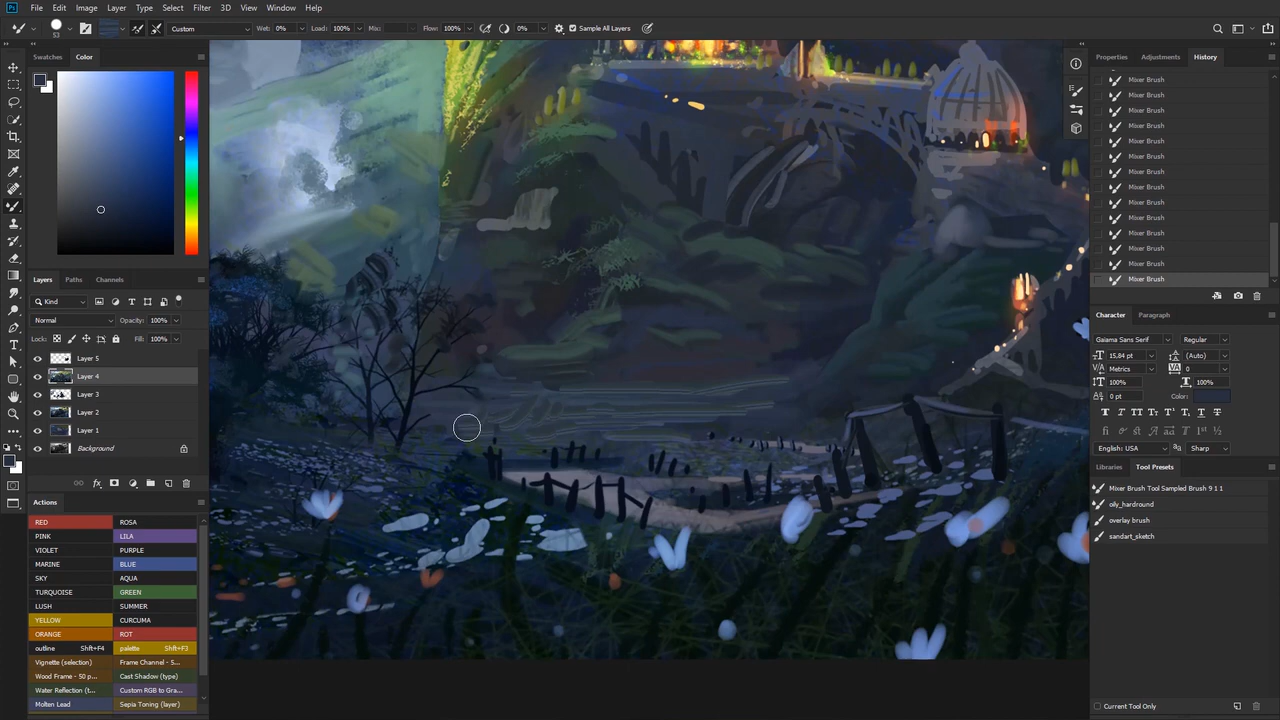 Ps File Edit Image Layer Type Select Filter 3D View Window Help
53 Custom Wet: 0% Load: 100% Mix: Flow: 100% 0% Sample All Layers
Swatches Color
Layers Paths Channels
Kind
Normal Opacity: 100%
Lock: Fill: 100%
Layer 5
Layer 4
Layer 3
Layer 2
Layer 1
Background
fx
Actions
RED ROSA
PINK LILA
VIOLET PURPLE
MARINE BLUE
SKY AQUA
TURQUOISE GREEN
LUSH SUMMER
YELLOW CURCUMA
ORANGE ROT
outline Shft+F4 palette Shft+F3
Vignette (selection) Frame Channel - 5...
Wood Frame - 50 p... Cast Shadow (type)
Water Reflection (t... Custom RGB to Gra...
Molten Lead Sepia Toning (layer)
Properties Adjustments History
Mixer Brush
Mixer Brush
Mixer Brush
Mixer Brush
Mixer Brush
Mixer Brush
Mixer Brush
Mixer Brush
Mixer Brush
Mixer Brush
Mixer Brush
Mixer Brush
Mixer Brush
Mixer Brush
Character Paragraph
Gaiama Sans Serif Regular
15,84 pt (Auto)
Metrics 0
100% 100%
0 pt Color:
English: USA Sharp
Libraries Tool Presets
Mixer Brush Tool Sampled Brush 9 1 1
oily_hardround
overlay brush
sandart_sketch
Current Tool Only